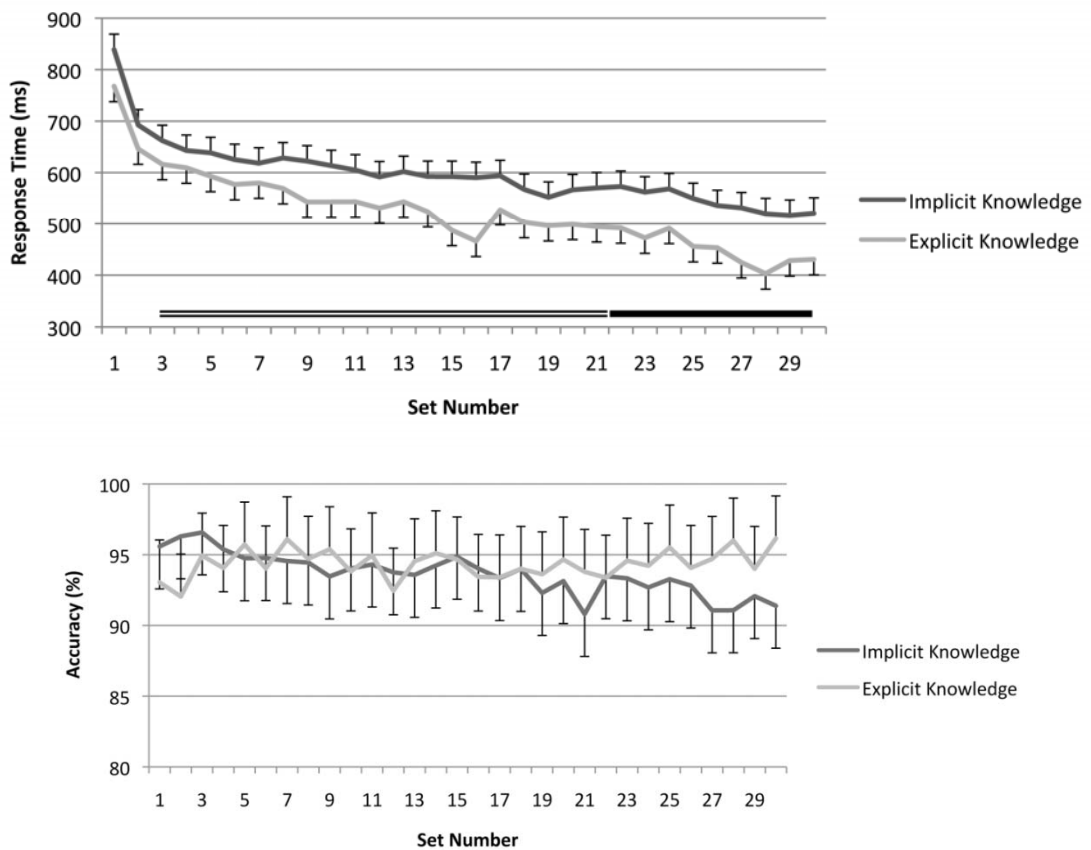 900
800
700
600
500
400
300
Response Time (ms)
1 3 5 7 9 11 13 15 17 19 21 23 25 27 29
Set Number
Implicit Knowledge
Explicit Knowledge
100
95
90
85
80
Accuracy (%)
1 3 5 7 9 11 13 15 17 19 21 23 25 27 29
Set Number
Implicit Knowledge
Explicit Knowledge